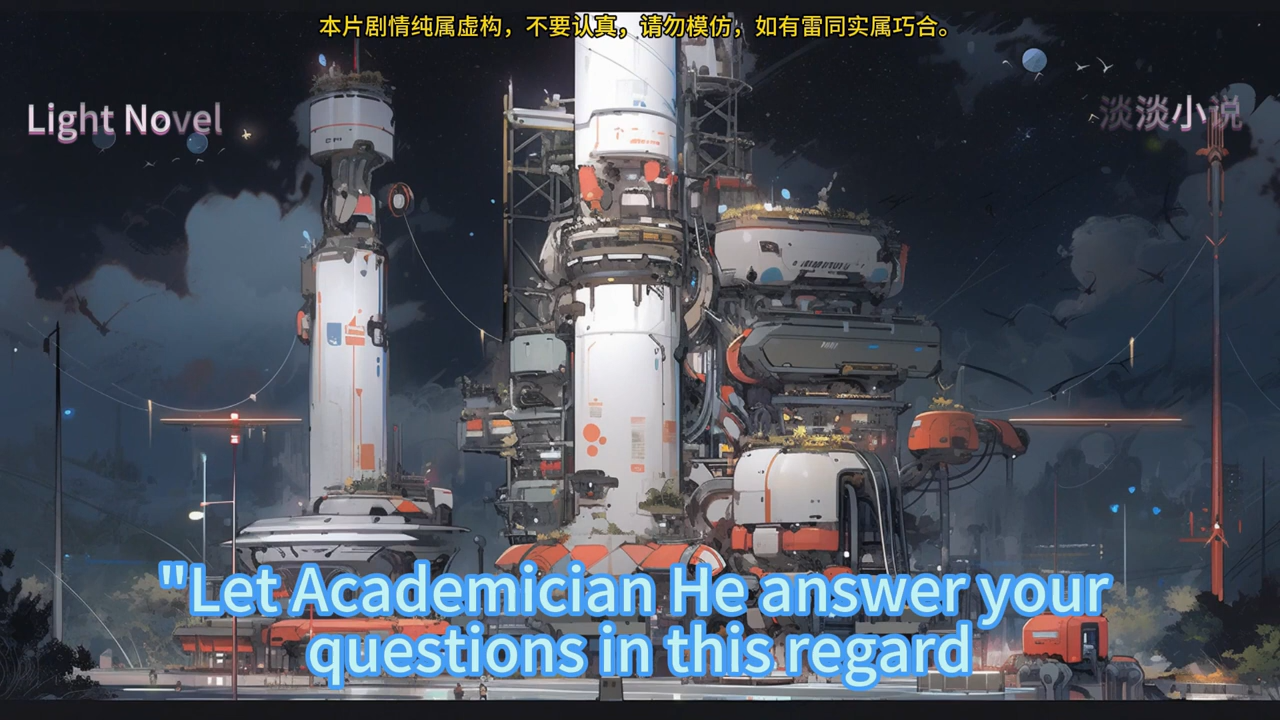 本片剧情纯属虚构，不要认真，请勿模仿，如有雷同实属巧合。
Light Novel
淡淡小说
"Let Academician He answer your
questions in this regard